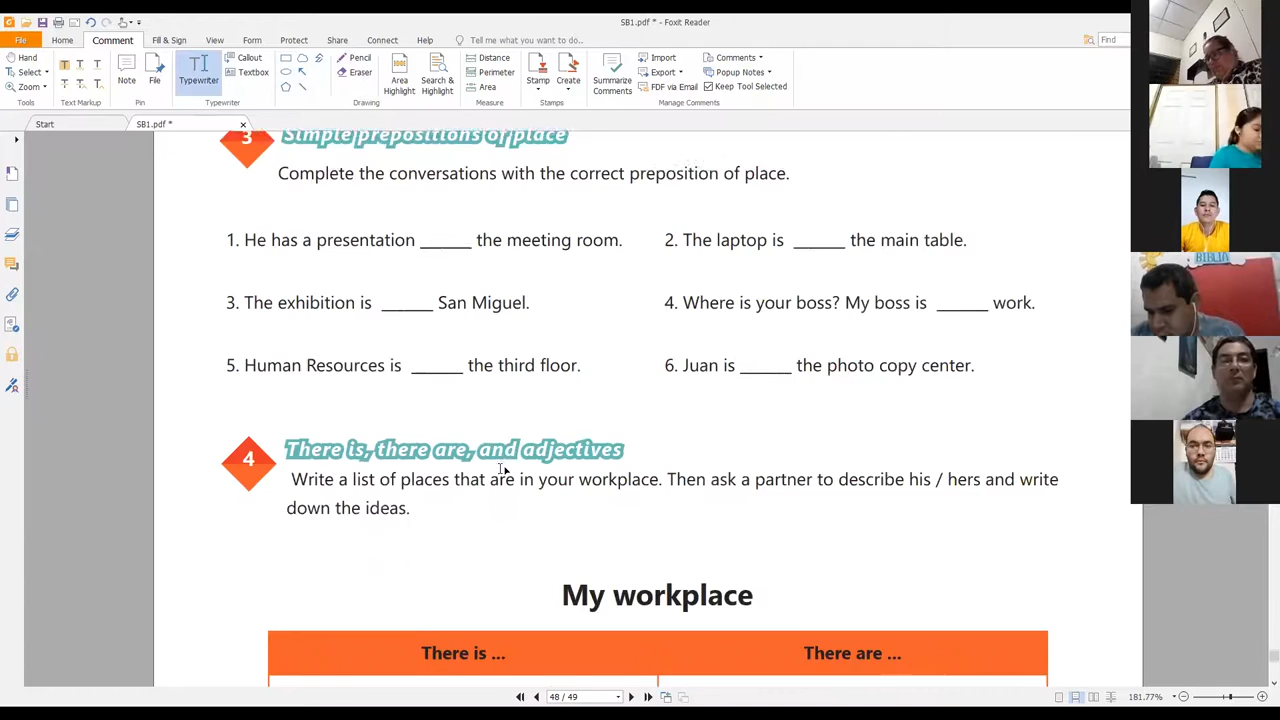 SB1.pdf * - Foxit Reader
File Home Comment Fill & Sign View Form Protect Share Connect Help Tell me what you want to do... Find
Hand
Select
Zoom
Tools
Text Markup
Note
File
Pin
Typewriter
Callout
Textbox
Typewriter
Pencil
Eraser
Drawing
Area Highlight
Search & Highlight
Distance
Perimeter
Area
Measure
Stamp
Create
Stamps
Summarize Comments
Import
Export
FDF via Email
Comments
Popup Notes
Keep Tool Selected
Manage Comments
Start SB1.pdf *
3 Simple prepositions of place
Complete the conversations with the correct preposition of place.
1. He has a presentation ______ the meeting room. 2. The laptop is ______ the main table.
3. The exhibition is ______ San Miguel. 4. Where is your boss? My boss is ______ work.
5. Human Resources is ______ the third floor. 6. Juan is ______ the photo copy center.
4 There is, there are, and adjectives
Write a list of places that are in your workplace. Then ask a partner to describe his / hers and write
down the ideas.
My workplace
There is ... There are ...
48 / 49
181.77%
BIBLIA